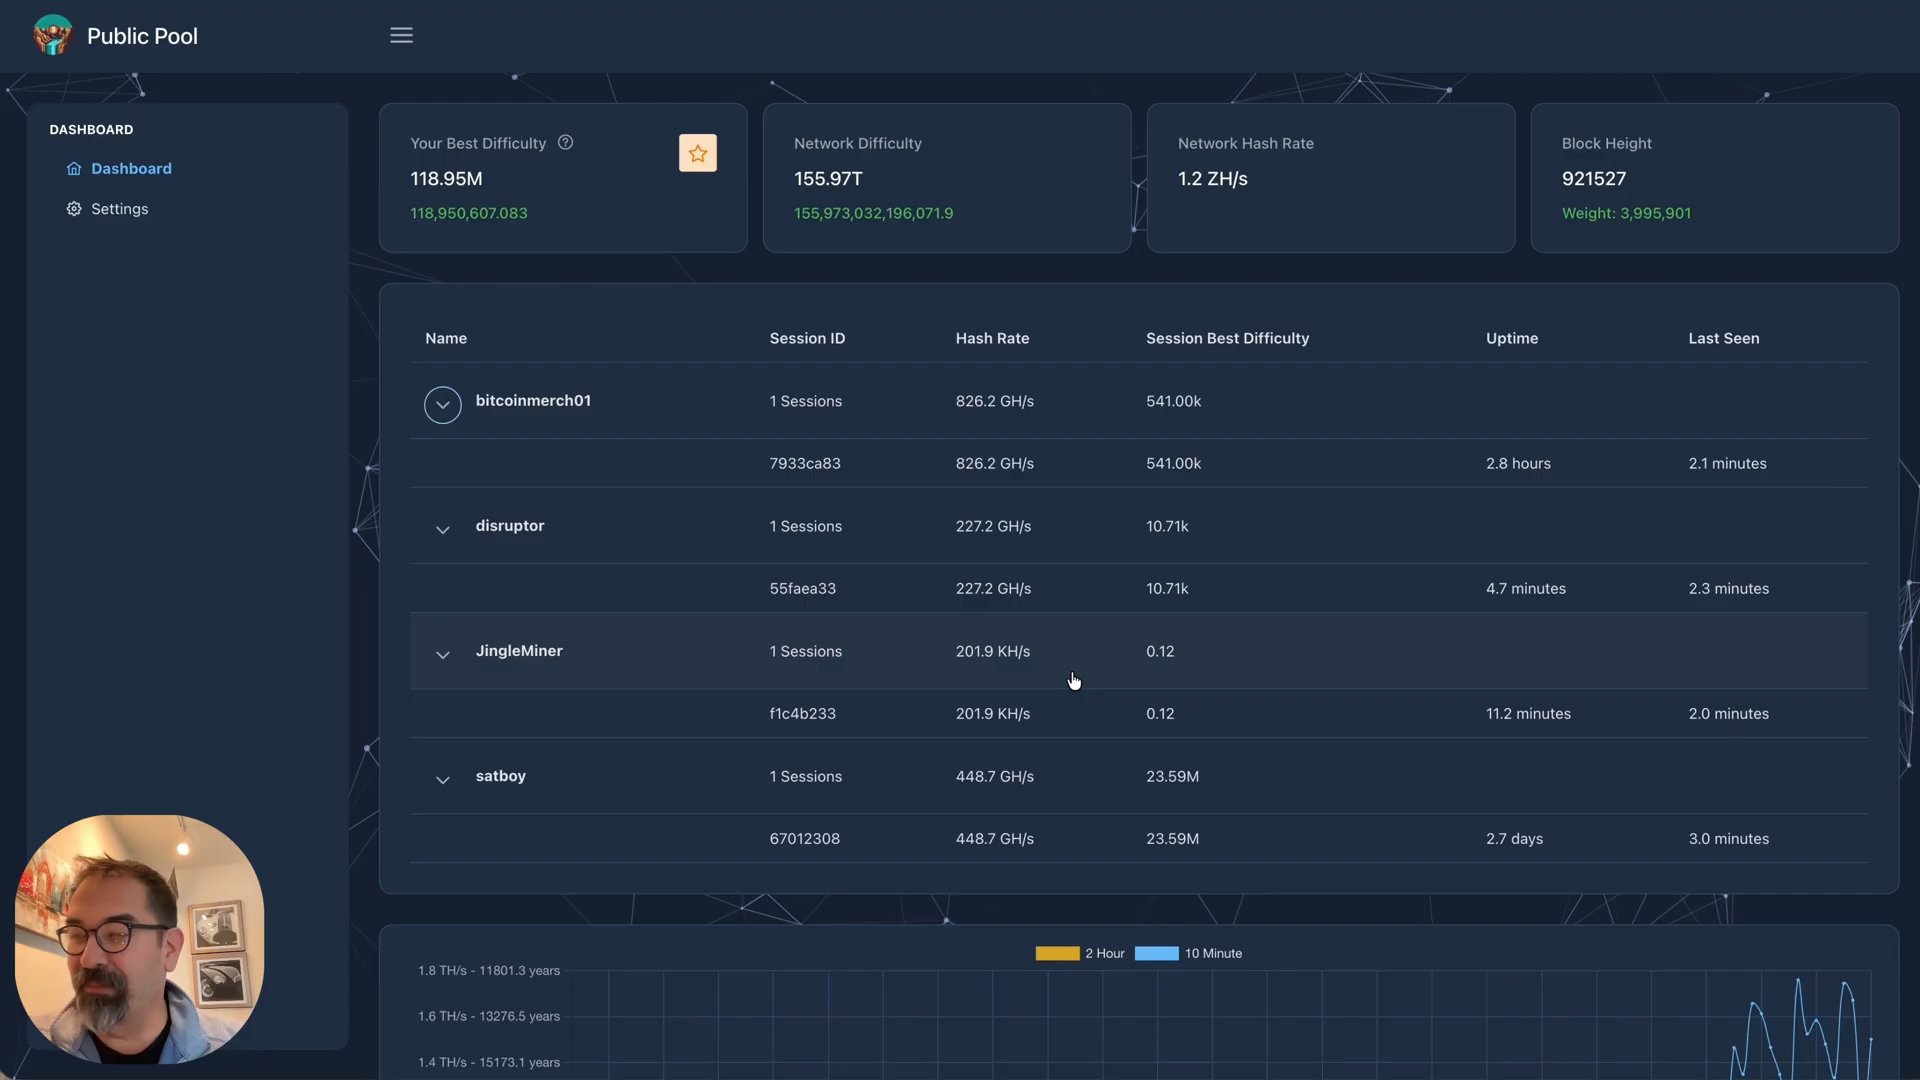 Public Pool
DASHBOARD
Dashboard
Settings
Your Best Difficulty
118.95M
118,950,607.083
Network Difficulty
155.97T
155,973,032,196,071.9
Network Hash Rate
1.2 ZH/s
Block Height
921527
Weight: 3,995,901
Name Session ID Hash Rate Session Best Difficulty Uptime Last Seen
bitcoinmerch01 1 Sessions 826.2 GH/s 541.00k
7933ca83 826.2 GH/s 541.00k 2.8 hours 2.1 minutes
disruptor 1 Sessions 227.2 GH/s 10.71k
55faea33 227.2 GH/s 10.71k 4.7 minutes 2.3 minutes
JingleMiner 1 Sessions 201.9 KH/s 0.12
f1c4b233 201.9 KH/s 0.12 11.2 minutes 2.0 minutes
satboy 1 Sessions 448.7 GH/s 23.59M
67012308 448.7 GH/s 23.59M 2.7 days 3.0 minutes
2 Hour 10 Minute
1.8 TH/s - 11801.3 years
1.6 TH/s - 13276.5 years
1.4 TH/s - 15173.1 years